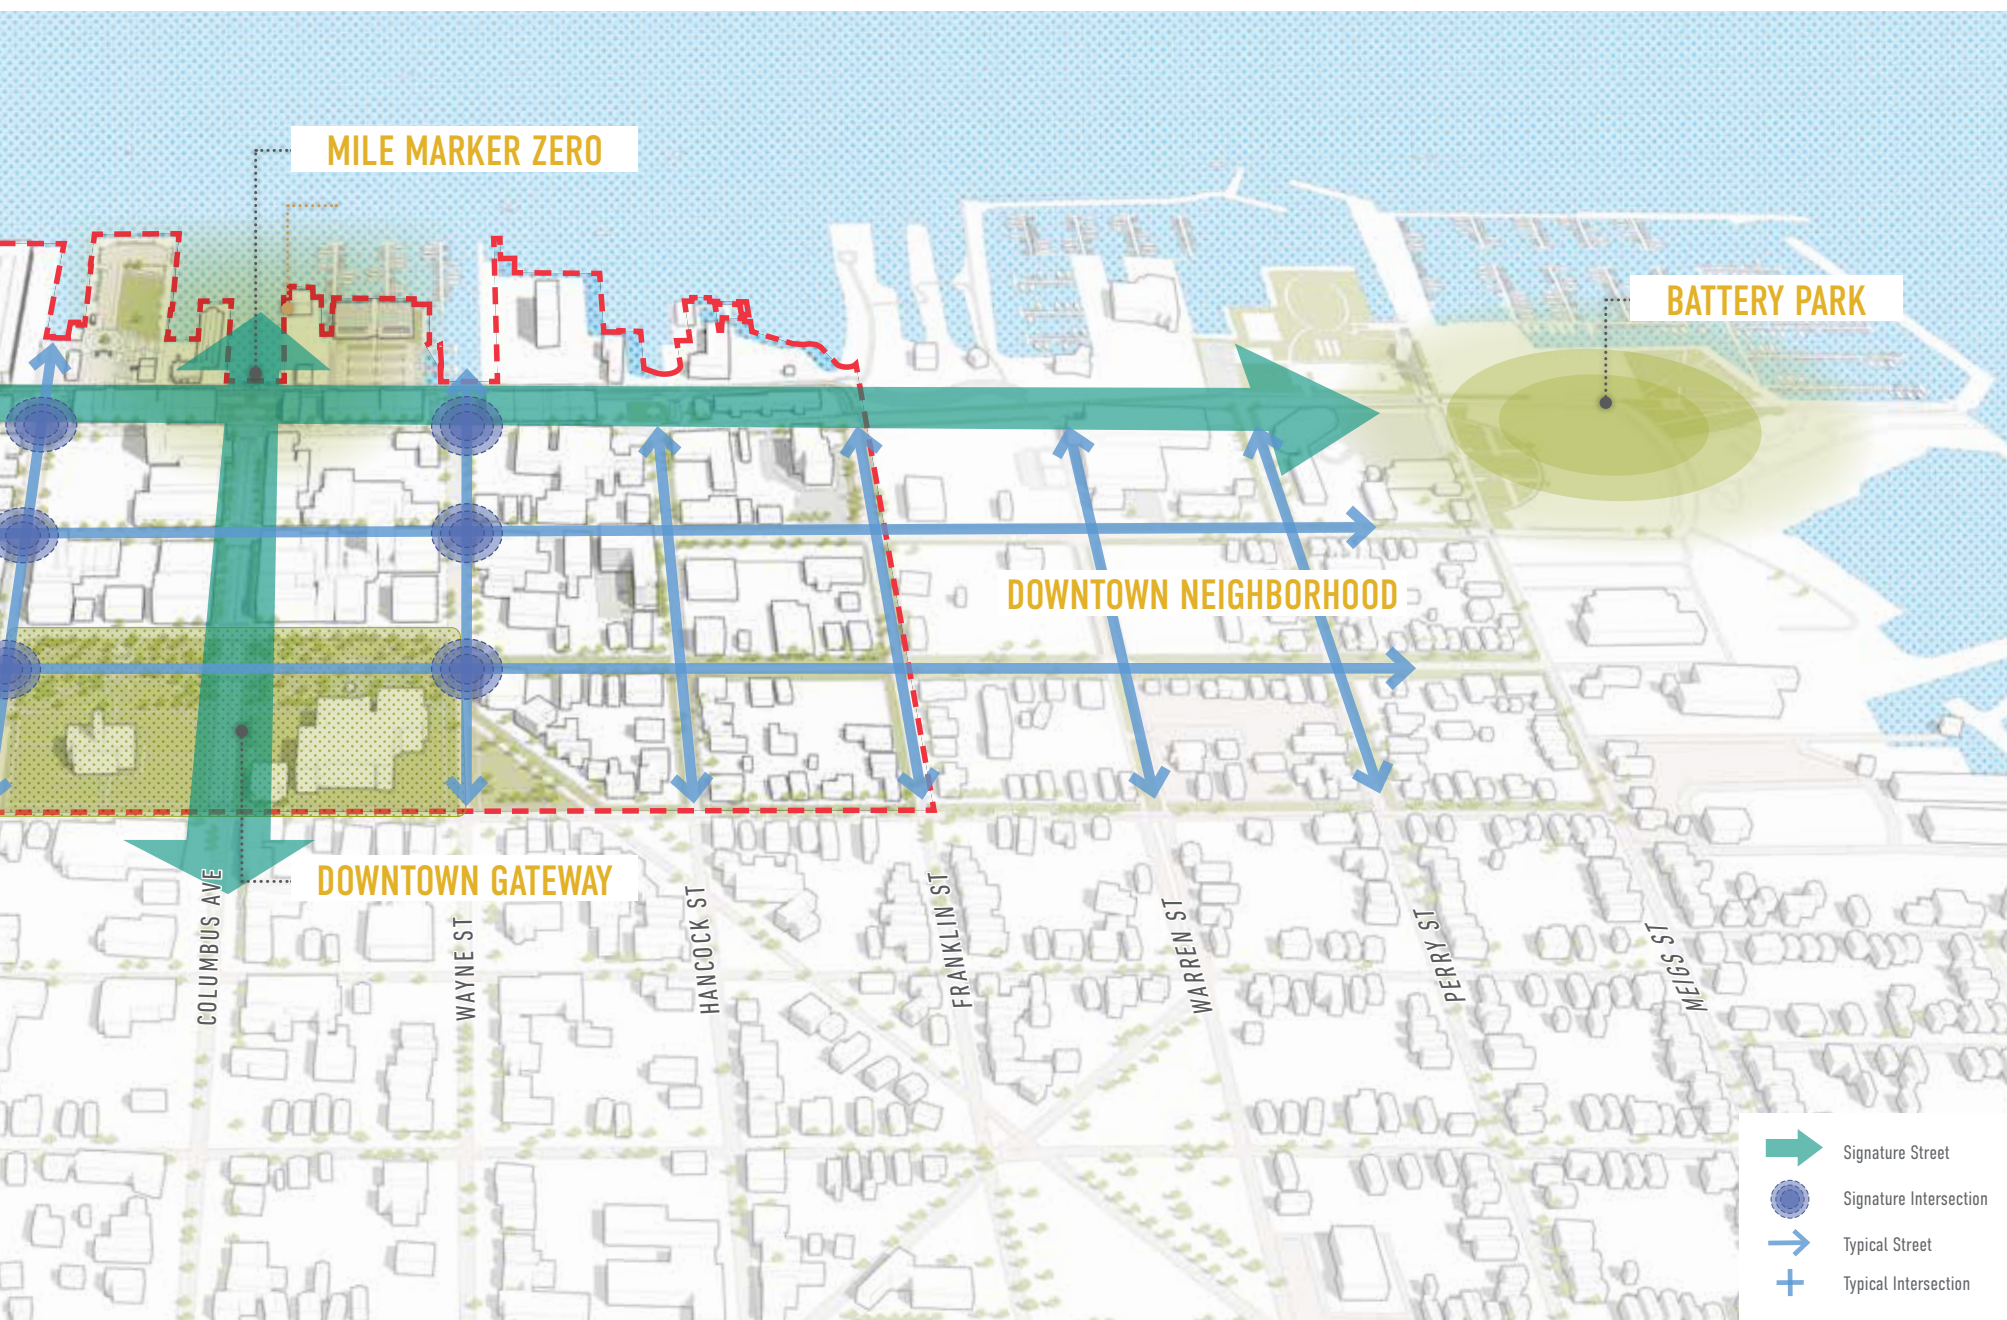 MILE MARKER ZERO
BATTERY PARK
DOWNTOWN NEIGHBORHOOD
DOWNTOWN GATEWAY
COLUMBUS AVE
WAYNE ST
HANCOCK ST
FRANKLIN ST
WARREN ST
PERRY ST
MEIGS ST
Signature Street
Signature Intersection
Typical Street
Typical Intersection